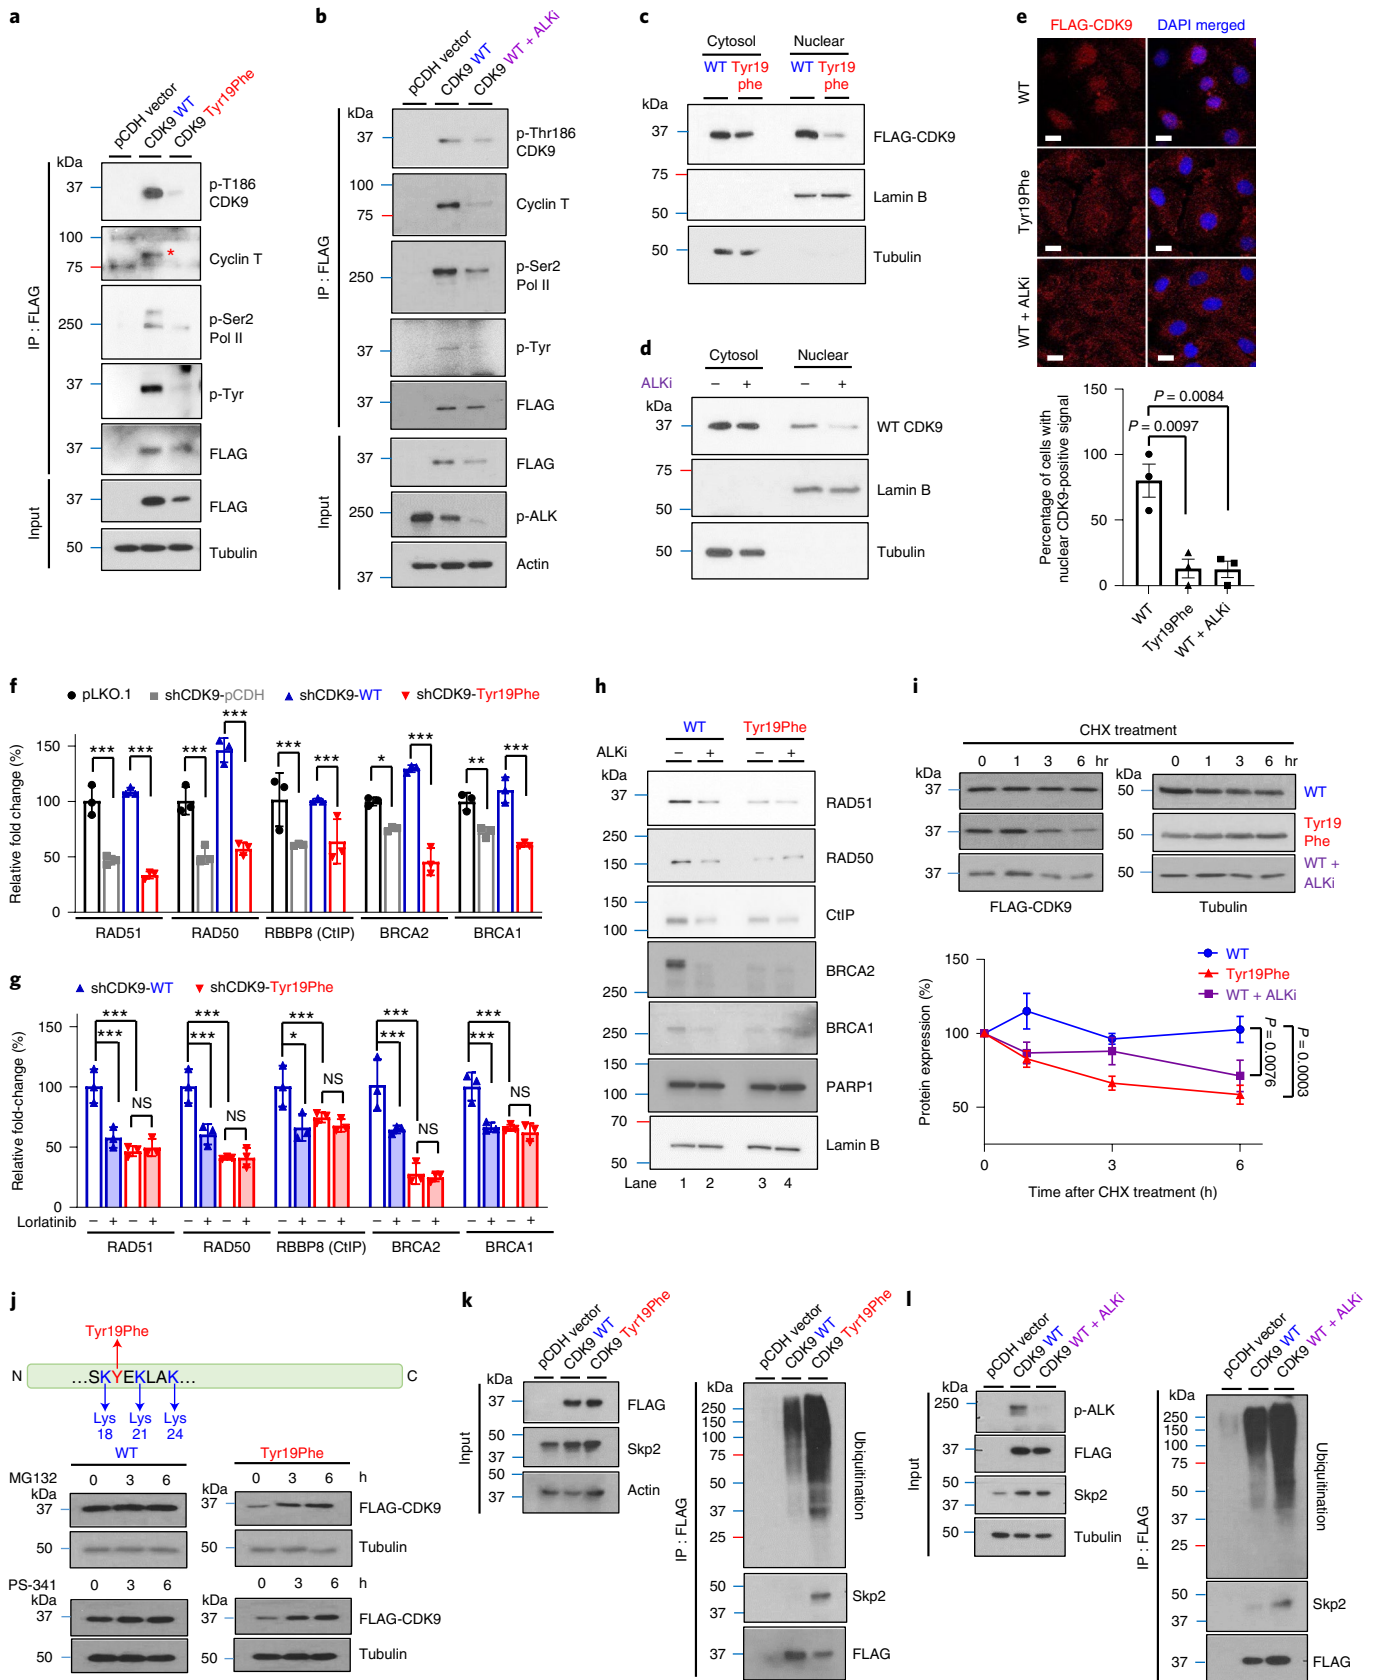 a
pCDH vector
CDK9 WT
CDK9 Tyr19Phe
kDa
IP : FLAG
37
p-T186
CDK9
100
75
Cyclin T
*
250
p-Ser2
Pol II
37
p-Tyr
37
FLAG
Input
37
FLAG
50
Tubulin
b
pCDH vector
CDK9 WT
CDK9 WT + ALKi
kDa
IP : FLAG
37
p-Thr186
CDK9
100
75
Cyclin T
250
p-Ser2
Pol II
37
p-Tyr
37
FLAG
Input
37
FLAG
250
p-ALK
37
Actin
c
Cytosol Nuclear
WT Tyr19 phe WT Tyr19 phe
kDa
37
FLAG-CDK9
75
50
Lamin B
50
Tubulin
d
Cytosol Nuclear
ALKi – + – +
kDa
37
WT CDK9
75
50
Lamin B
50
Tubulin
e
FLAG-CDK9 DAPI merged
WT
Tyr19Phe
WT + ALKi
Percentage of cells with
nuclear CDK9-positive signal
150
100
50
0
P = 0.0084
P = 0.0097
WT
Tyr19Phe
WT + ALKi
f
pLKO.1 shCDK9-pCDH shCDK9-WT shCDK9-Tyr19Phe
Relative fold change (%)
150
100
50
0
*** *** *** *** *** *** * *** ** ***
RAD51 RAD50 RBBP8 (CtIP) BRCA2 BRCA1
g
shCDK9-WT shCDK9-Tyr19Phe
Relative fold-change (%)
150
100
50
0
*** *** *** *** ***
*** *** * *** ***
NS NS NS NS NS
Lorlatinib – + – + – + – + – + – + – + – + – + – +
RAD51 RAD50 RBBP8 (CtIP) BRCA2 BRCA1
h
WT Tyr19Phe
ALKi – + – +
kDa
37
RAD51
250
150
RAD50
150
100
CtIP
BRCA2
250
250
BRCA1
150
100
PARP1
70
50
Lamin B
Lane 1 2 3 4
i
CHX treatment
0 1 3 6 hr 0 1 3 6 hr
kDa kDa
37 50 WT
37 50 Tyr19
Phe
37 50 WT +
ALKi
FLAG-CDK9 Tubulin
WT
Tyr19Phe
WT + ALKi
Protein expression (%)
150
100
50
P = 0.0076
P = 0.0003
0 3 6
Time after CHX treatment (h)
j
Tyr19Phe
N ...SKYEKLAK... C
Lys Lys Lys
18 21 24
WT Tyr19Phe
MG132 0 3 6 0 3 6 h
kDa kDa
37 37 FLAG-CDK9
50 50 Tubulin
PS-341 0 3 6 0 3 6 h
kDa kDa
37 37 FLAG-CDK9
50 50 Tubulin
k
pCDH vector
CDK9 WT
CDK9 Tyr19Phe
kDa
Input
37
FLAG
50
37
Skp2
50
37
Actin
pCDH vector
CDK9 WT
CDK9 Tyr19Phe
kDa
IP : FLAG
250
150
100
75
50
37
25
Ubiquitination
50
37
Skp2
37
FLAG
l
pCDH vector
CDK9 WT
CDK9 WT + ALKi
kDa
Input
250
p-ALK
37
FLAG
50
37
Skp2
50
Tubulin
pCDH vector
CDK9 WT
CDK9 WT + ALKi
kDa
IP : FLAG
250
150
100
75
50
37
25
Ubiquitination
50
37
Skp2
37
FLAG